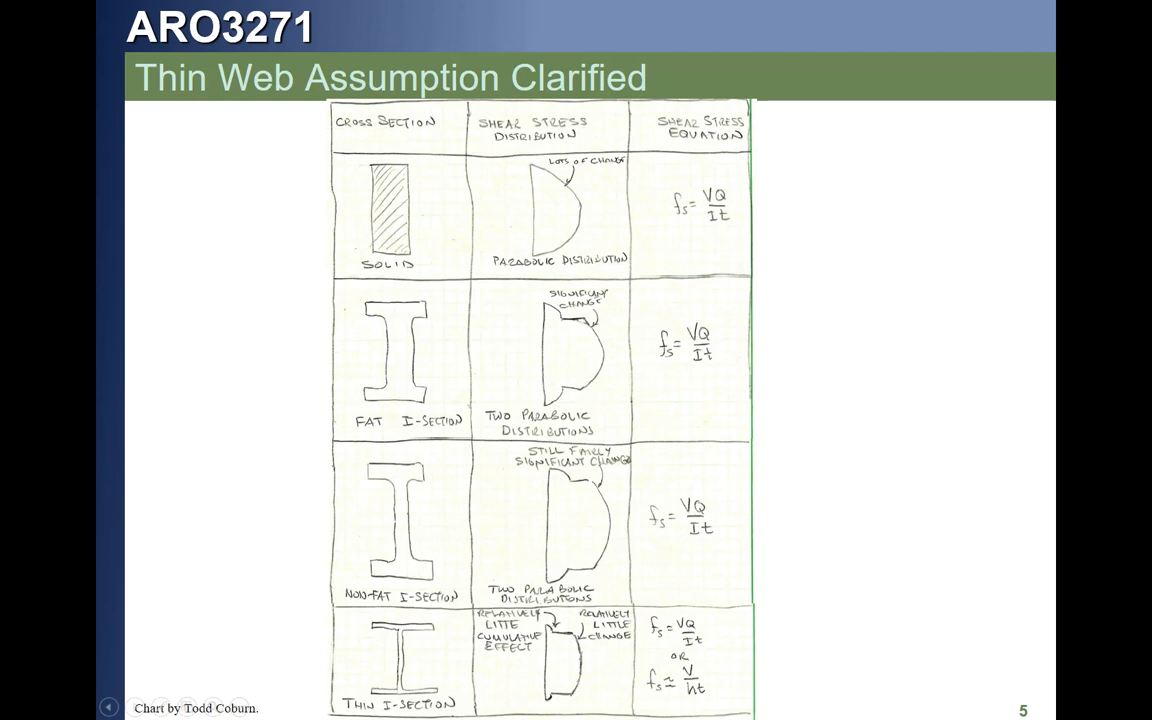 ARO3271
Thin Web Assumption Clarified
CROSS SECTION
SHEAR STRESS
DISTRIBUTION
SHEAR STRESS
EQUATION
LOTS OF CHANGE
SOLID
PARABOLIC DISTRIBUTION
fs = VQ/It
SIGNIFICANT
CHANGE
FAT I-SECTION
TWO PARABOLIC
DISTRIBUTIONS
fs = VQ/It
STILL FAIRLY
SIGNIFICANT CHANGE
NON-FAT I-SECTION
TWO PARABOLIC
DISTRIBUTIONS
fs = VQ/It
RELATIVELY
LITTE
CUMULATIVE
EFFECT
RELATIVELY
LITTLE
CHANGE
THIN I-SECTION
fs = VQ/It
OR
fs ≈ V/ht
Chart by Todd Coburn.
5